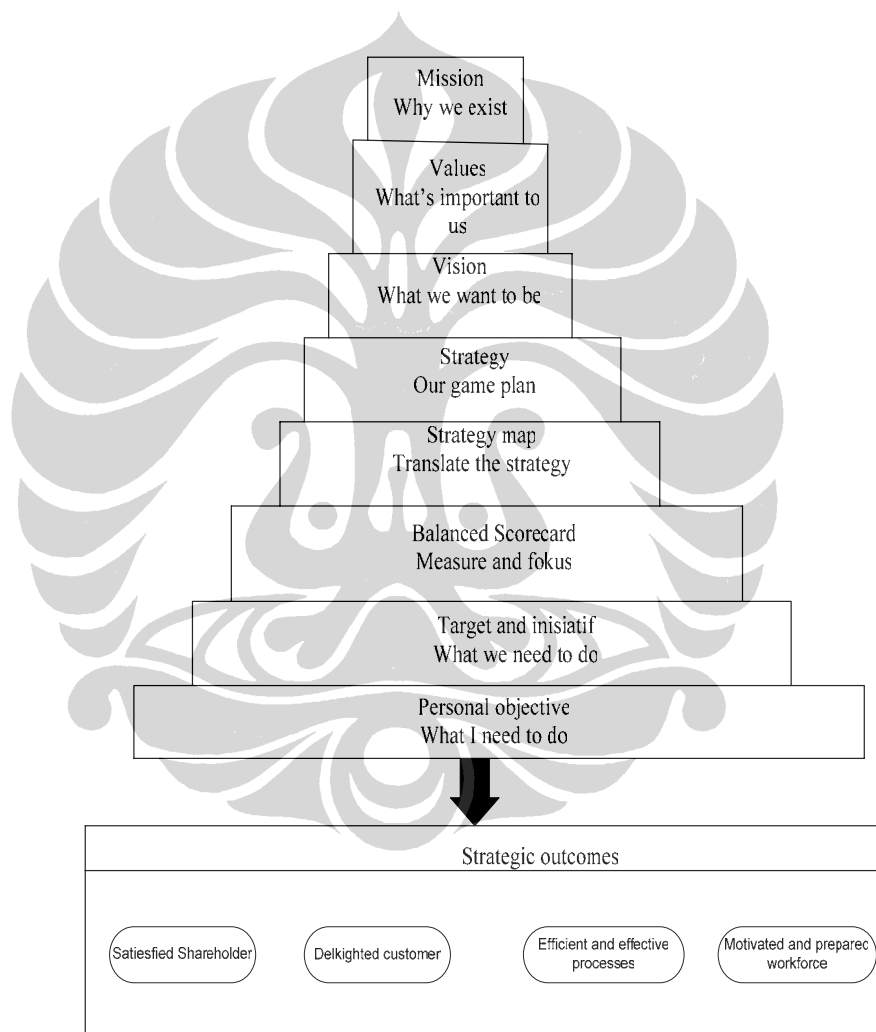 Mission
Why we exist
Values
What's important to
us
Vision
What we want to be
Strategy
Our game plan
Strategy map
Translate the strategy
Balanced Scorecard
Measure and fokus
Target and inisiatif
What we need to do
Personal objective
What I need to do
Strategic outcomes
Satiesfied Shareholder
Delkighted customer
Efficient and effective
processes
Motivated and prepared
workforce